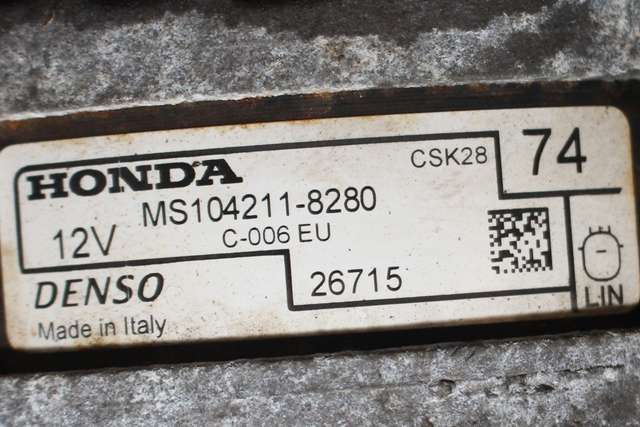 HONDA
CSK28
74
MS104211-8280
12V
C-006 EU
DENSO
26715
Made in Italy
LIN